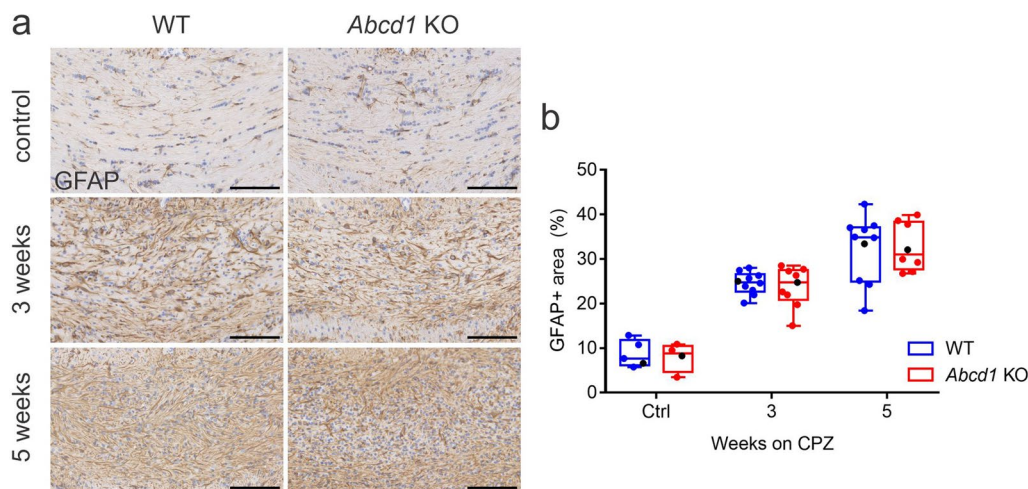 a
WT
Abcd1 KO
control
GFAP
3 weeks
5 weeks
b
50
40
30
20
10
0
GFAP+ area (%)
WT
Abcd1 KO
Ctrl
3
5
Weeks on CPZ